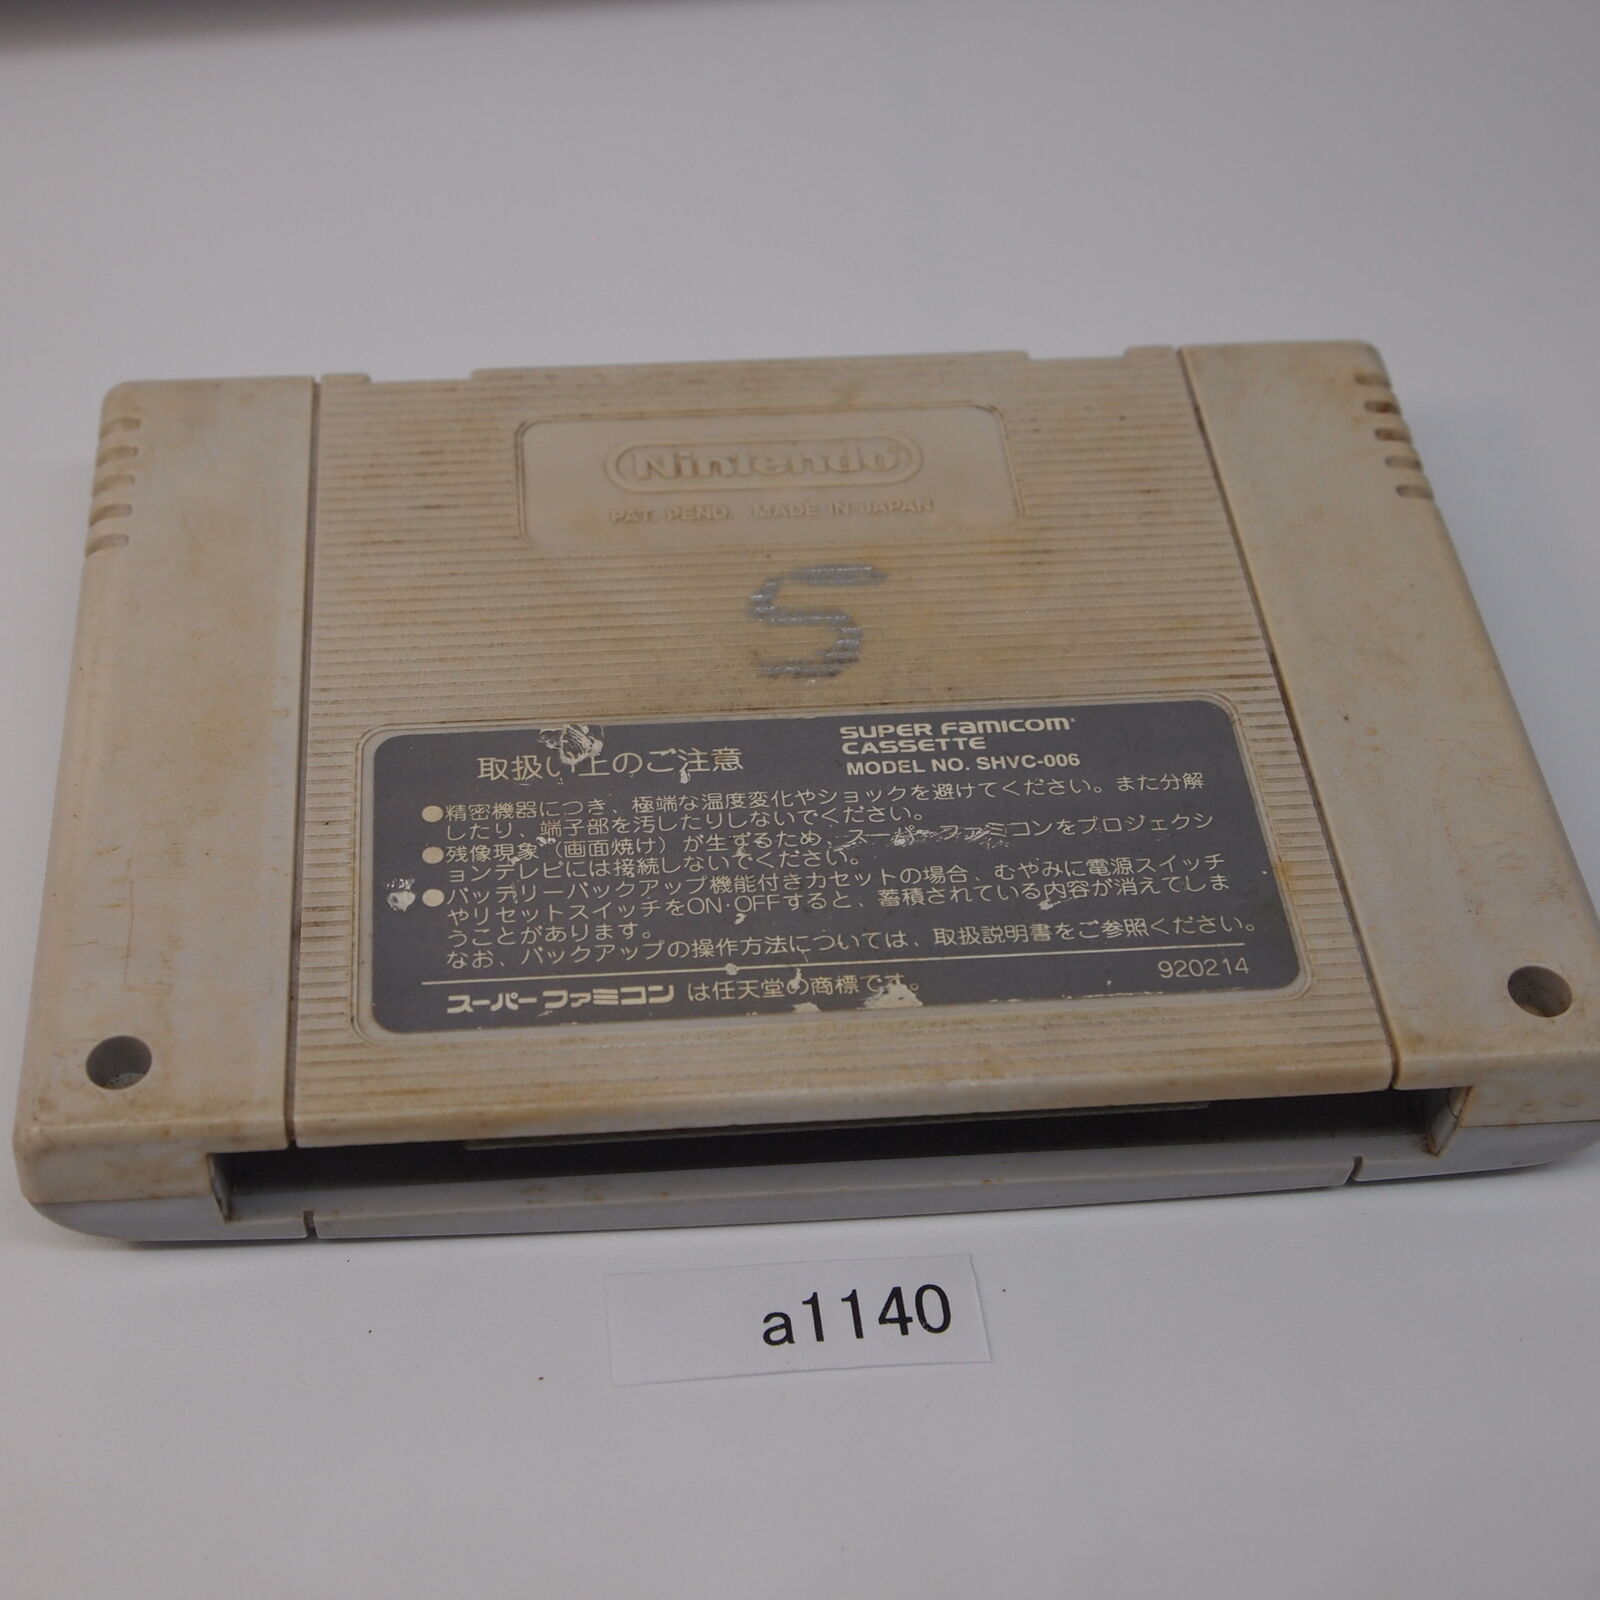 Nintendo
PAT. PEND. MADE IN JAPAN
S
取扱い上のご注意
SUPER FAMICOM
CASSETTE
MODEL NO. SHVC-006
●精密機器につき、極端な温度変化やショックを避けてください。また分解
したり、端子部を汚したりしないでください。
●残像現象(画面焼け)が生ずるため、スーパーファミコンをプロジェクシ
ョンテレビには接続しないでください。
●バッテリーバックアップ機能付きカセットの場合、むやみに電源スイッチ
やリセットスイッチをON·OFFすると、蓄積されている内容が消えてしま
うことがあります。
なお、バックアップの操作方法については、取扱説明書をご参照ください。
スーパーファミコン は任天堂の商標です。
920214
a1140